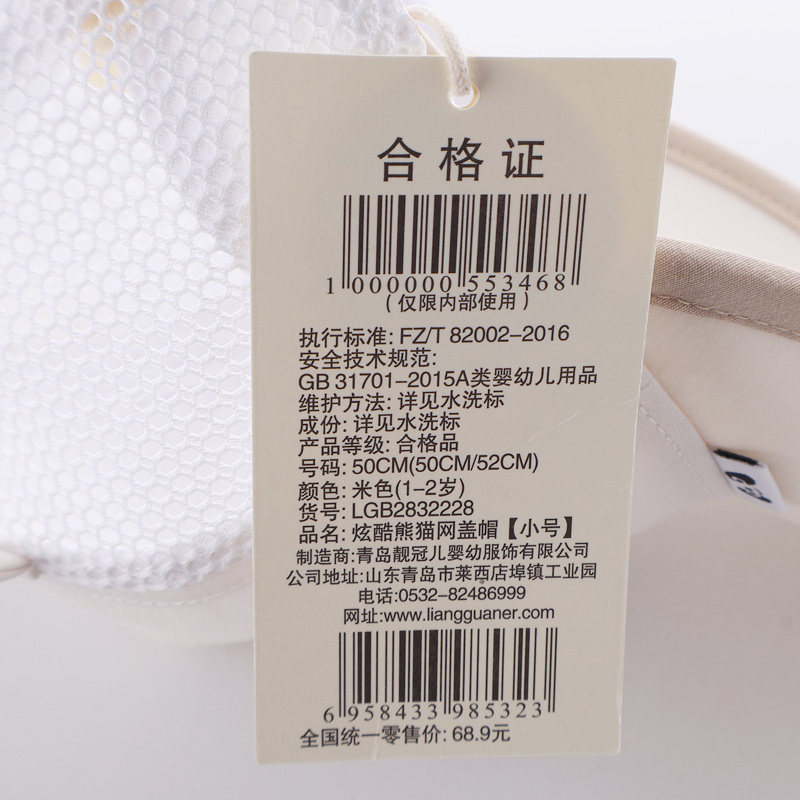 合格证
1 000000 553468
(仅限内部使用)
执行标准: FZ/T 82002-2016
安全技术规范:
GB 31701-2015A类婴幼儿用品
维护方法: 详见水洗标
成份: 详见水洗标
产品等级: 合格品
号码: 50CM(50CM/52CM)
颜色: 米色(1-2岁)
货号: LGB2832228
品名: 炫酷熊猫网盖帽【小号】
制造商: 青岛靓冠儿婴幼服饰有限公司
公司地址: 山东青岛市莱西店埠镇工业园
电话: 0532-82486999
网址: www.liangguaner.com
6 958433 985323
全国统一零售价: 68.9元